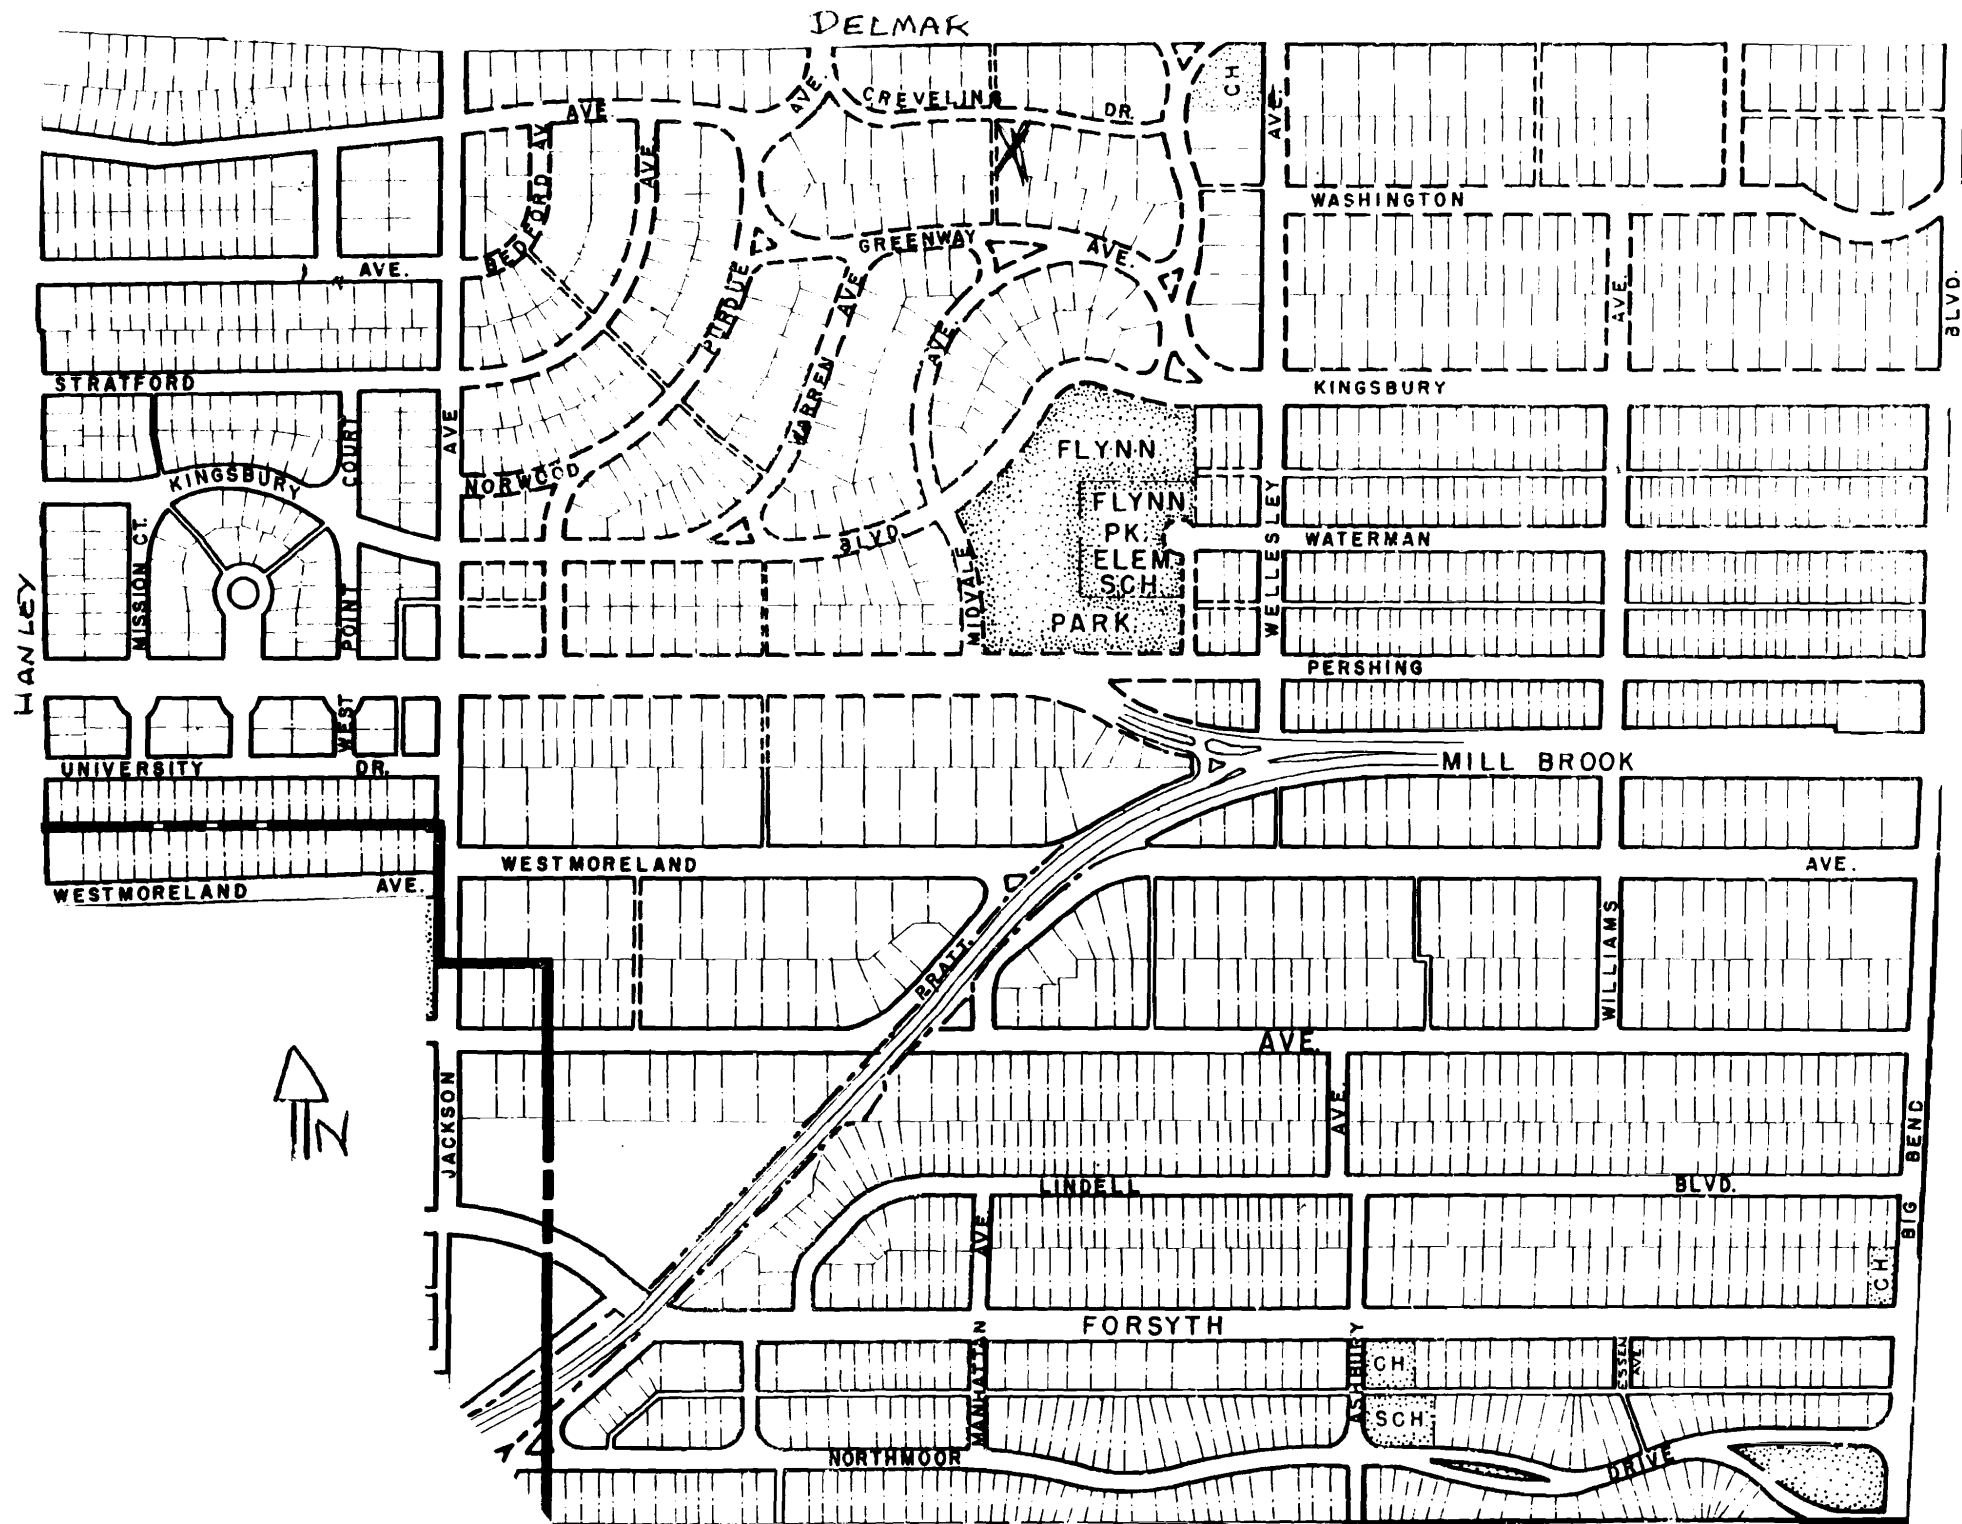 DELMAR
CH
AVE.
CREVELING
DR.
AVE.
AVE.
BEDFORD AV
AVE.
WASHINGTON
GREENWAY
AVE.
AVE.
BEDFORD
PURDUE
AVE
WARREN
AVE.
AVE.
BLVD.
STRATFORD
KINGSBURY
COURT
AVE
FLYNN
NORWOOD
KINGSBURY
FLYNN
PK.
ELEM
SCH
PARK
WELLESLEY
WATERMAN
BLVD
MIDVALE
MISSION CT.
POINT
HANLEY
PERSHING
WEST
UNIVERSITY
DR.
MILL BROOK
WESTMORELAND
AVE.
WESTMORELAND
AVE.
WILLIAMS
PRATT
AVE.
N
JACKSON
AVE.
BIG BEND
LINDELL
BLVD.
AVE
CH
FORSYTH
MANHATTAN
ASHBURY
CH
ESSEN
AVE
SCH
NORTHMOOR
DRIVE